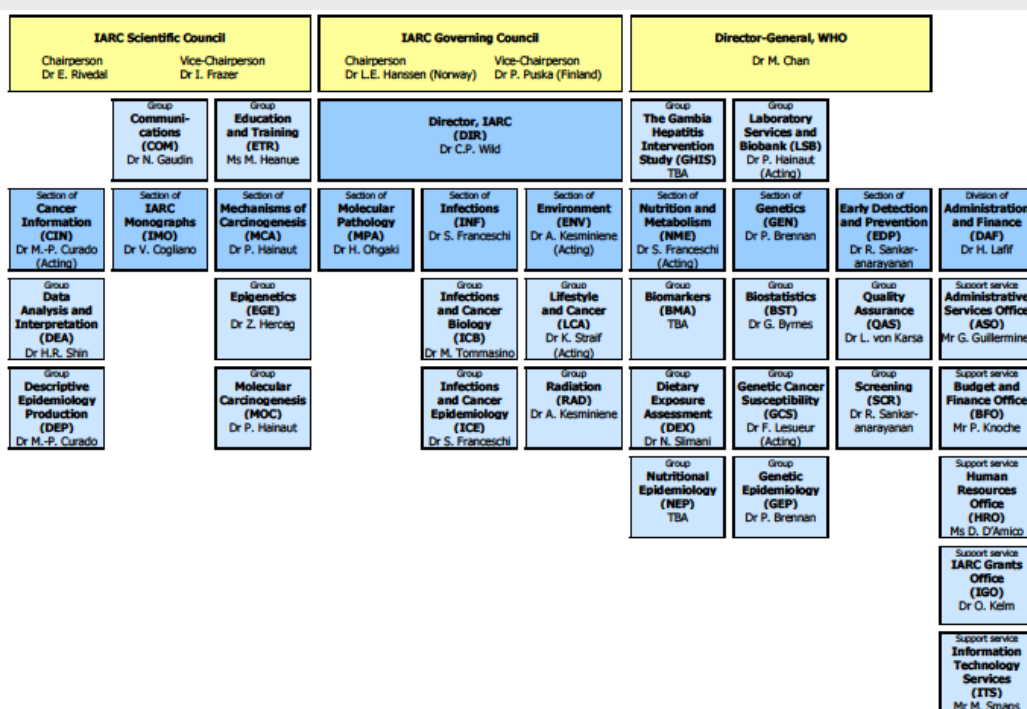 IARC Scientific Council
Chairperson Vice-Chairperson
Dr E. Rivedal Dr I. Frazer
IARC Governing Council
Chairperson Vice-Chairperson
Dr L.E. Hanssen (Norway) Dr P. Puska (Finland)
Director-General, WHO
Dr M. Chan
Group
Communi-
cations
(COM)
Dr N. Gaudin
Group
Education
and Training
(ETR)
Ms M. Heanue
Director, IARC
(DIR)
Dr C.P. Wild
Group
The Gambia
Hepatitis
Intervention
Study (GHIS)
TBA
Group
Laboratory
Services and
Biobank (LSB)
Dr P. Hainaut
(Acting)
Section of
Cancer
Information
(CIN)
Dr M.-P. Curado
(Acting)
Section of
IARC
Monographs
(IMO)
Dr V. Cogliano
Section of
Mechanisms of
Carcinogenesis
(MCA)
Dr P. Hainaut
Section of
Molecular
Pathology
(MPA)
Dr H. Ohgaki
Section of
Infections
(INF)
Dr S. Franceschi
Section of
Environment
(ENV)
Dr A. Kesminiene
(Acting)
Section of
Nutrition and
Metabolism
(NME)
Dr S. Franceschi
(Acting)
Section of
Genetics
(GEN)
Dr P. Brennan
Section of
Early Detection
and Prevention
(EDP)
Dr R. Sankar-
anarayanan
Division of
Administration
and Finance
(DAF)
Dr H. Lafif
Group
Data
Analysis and
Interpretation
(DEA)
Dr H.R. Shin
Group
Epigenetics
(EGE)
Dr Z. Herceg
Group
Infections
and Cancer
Biology
(ICB)
Dr M. Tommasino
Group
Lifestyle
and Cancer
(LCA)
Dr K. Straif
(Acting)
Group
Biomarkers
(BMA)
TBA
Group
Biostatistics
(BST)
Dr G. Byrnes
Group
Quality
Assurance
(QAS)
Dr L. von Karsa
Support service
Administrative
Services Office
(ASO)
Mr G. Guillermine
Group
Descriptive
Epidemiology
Production
(DEP)
Dr M.-P. Curado
Group
Molecular
Carcinogenesis
(MOC)
Dr P. Hainaut
Group
Infections
and Cancer
Epidemiology
(ICE)
Dr S. Franceschi
Group
Radiation
(RAD)
Dr A. Kesminiene
Group
Dietary
Exposure
Assessment
(DEX)
Dr N. Slimani
Group
Genetic Cancer
Susceptibility
(GCS)
Dr F. Lesueur
(Acting)
Group
Screening
(SCR)
Dr R. Sankar-
anarayanan
Support service
Budget and
Finance Office
(BFO)
Mr P. Knoche
Group
Nutritional
Epidemiology
(NEP)
TBA
Group
Genetic
Epidemiology
(GEP)
Dr P. Brennan
Support service
Human
Resources
Office
(HRO)
Ms D. D'Amico
Support service
IARC Grants
Office
(IGO)
Dr O. Kelm
Support service
Information
Technology
Services
(ITS)
Mr M. Smans